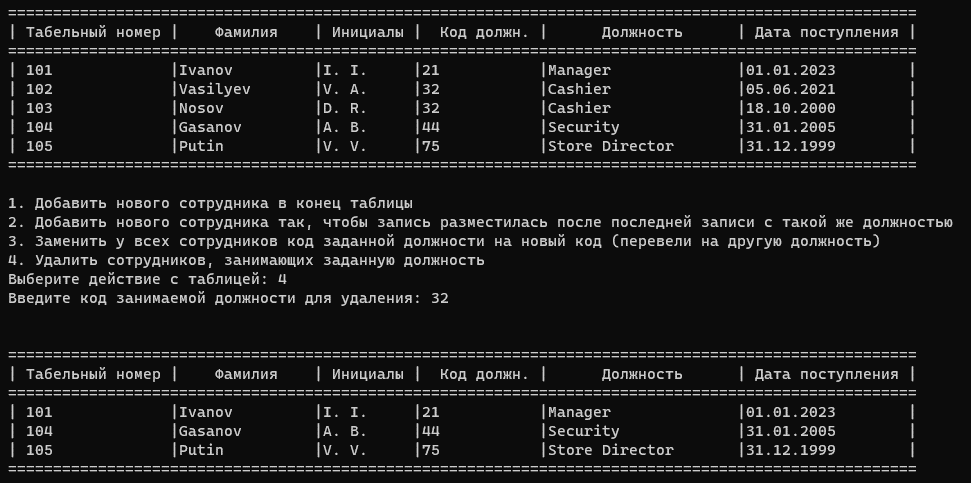 ====================================================================================================
| Табельный номер |    Фамилия    | Инициалы |  Код должн. |      Должность      | Дата поступления |
====================================================================================================
| 101             |Ivanov         |I. I.     |21           |Manager              |01.01.2023        |
| 102             |Vasilyev       |V. A.     |32           |Cashier              |05.06.2021        |
| 103             |Nosov          |D. R.     |32           |Cashier              |18.10.2000        |
| 104             |Gasanov        |A. B.     |44           |Security             |31.01.2005        |
| 105             |Putin          |V. V.     |75           |Store Director       |31.12.1999        |
====================================================================================================
1. Добавить нового сотрудника в конец таблицы
2. Добавить нового сотрудника так, чтобы запись разместилась после последней записи с такой же должностью
3. Заменить у всех сотрудников код заданной должности на новый код (перевели на другую должность)
4. Удалить сотрудников, занимающих заданную должность
Выберите действие с таблицей: 4
Введите код занимаемой должности для удаления: 32
====================================================================================================
| Табельный номер |    Фамилия    | Инициалы |  Код должн. |      Должность      | Дата поступления |
====================================================================================================
| 101             |Ivanov         |I. I.     |21           |Manager              |01.01.2023        |
| 104             |Gasanov        |A. B.     |44           |Security             |31.01.2005        |
| 105             |Putin          |V. V.     |75           |Store Director       |31.12.1999        |
====================================================================================================